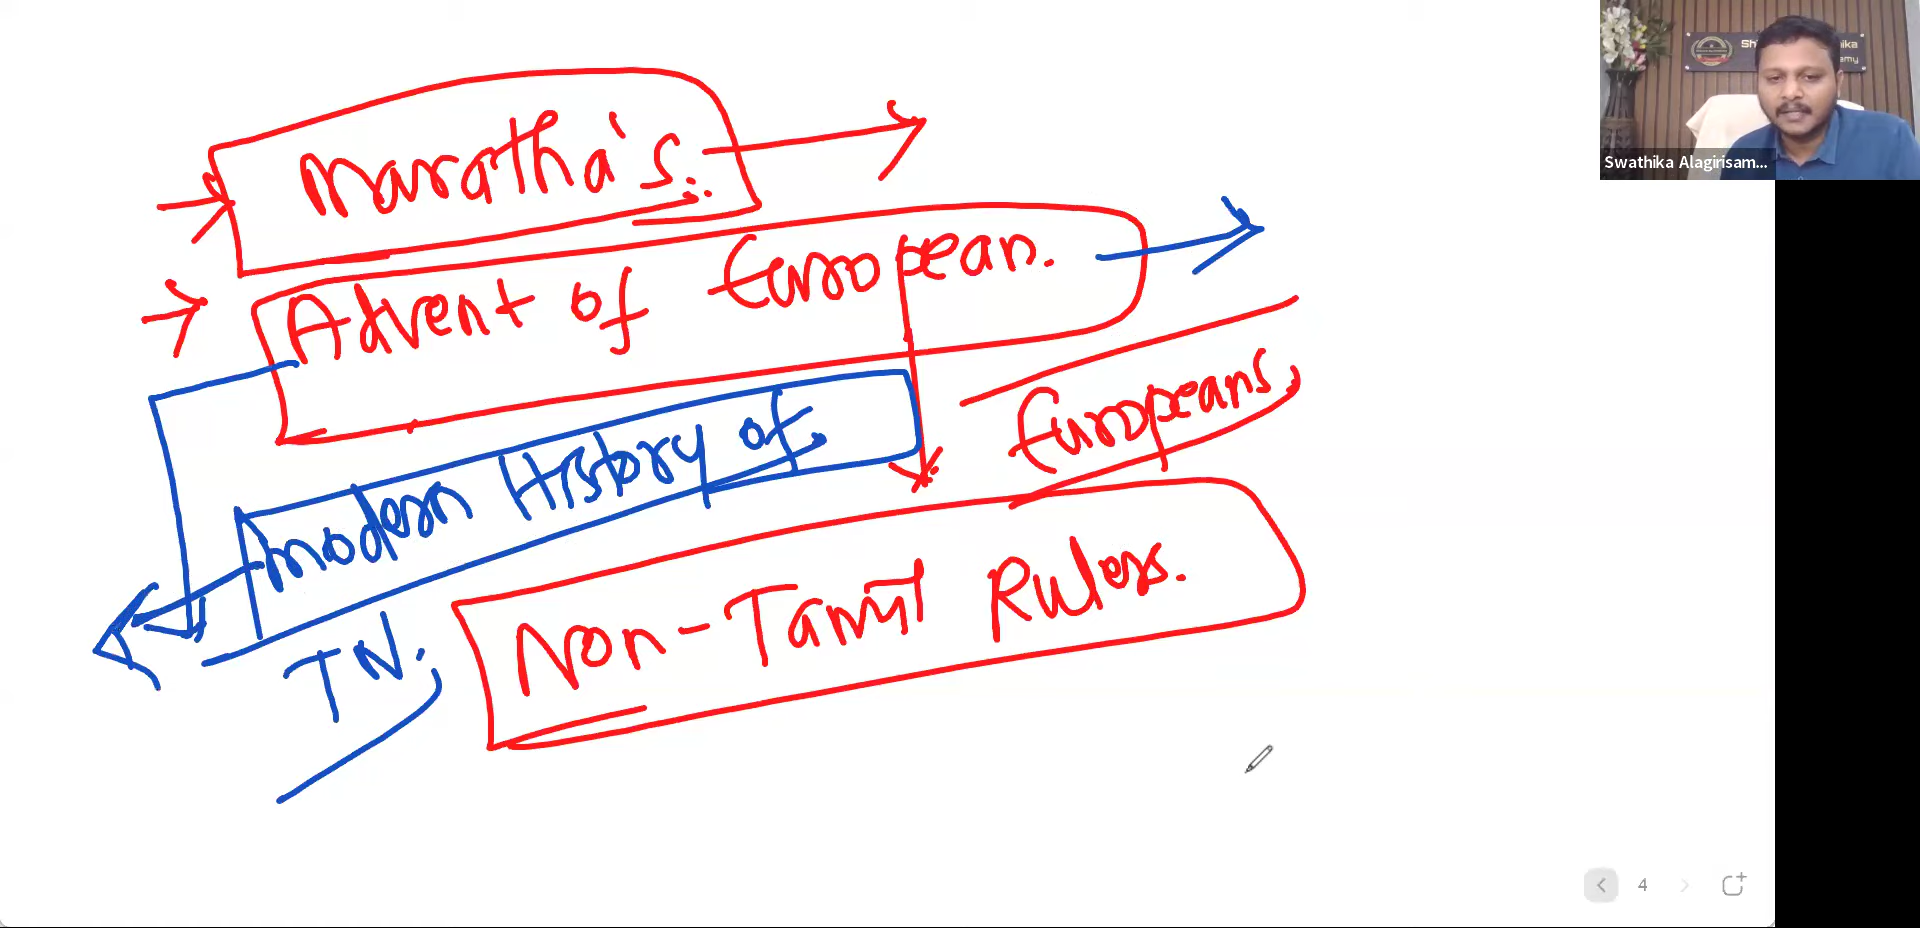 Maratha's.
Advent of European.
Europeans,
Modern History of
TN.
Non-Tamil Rulers.
Swathika Alagirisam...
4